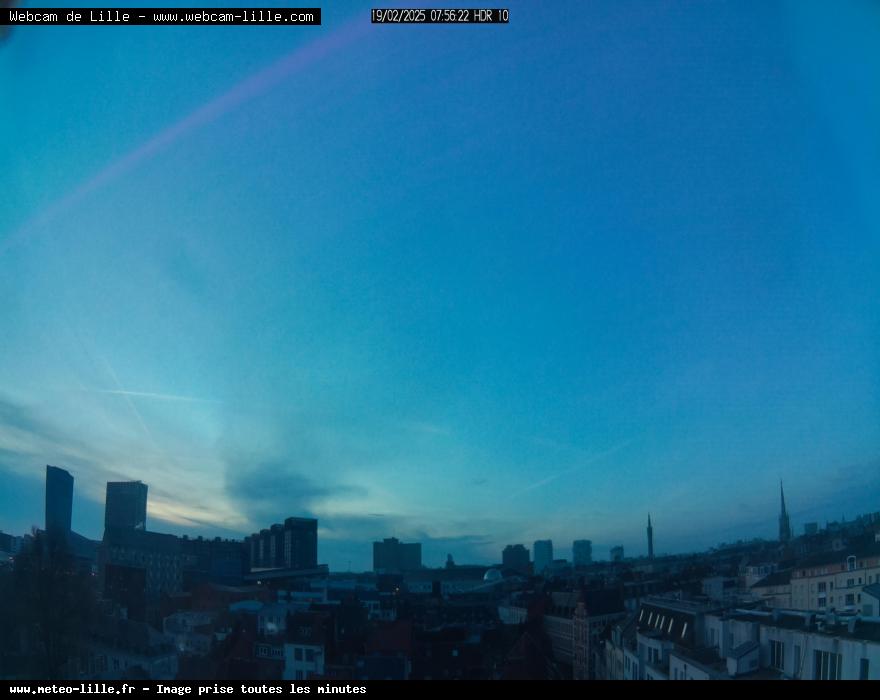 Webcam de Lille - www.webcam-lille.com
19/02/2025 07:56:22 HDR 10
www.meteo-lille.fr - Image prise toutes les minutes